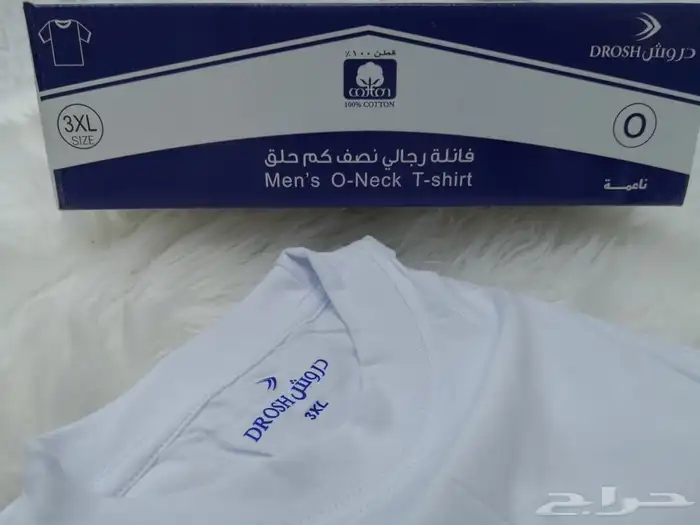 دروش DROSH
قطن ١٠٠٪
cotton
100% COTTON
3XL
SIZE
O
فانلة رجالي نصف كم حلق
Men's O-Neck T-shirt
ناعمة
دروش DROSH
3XL
حراج